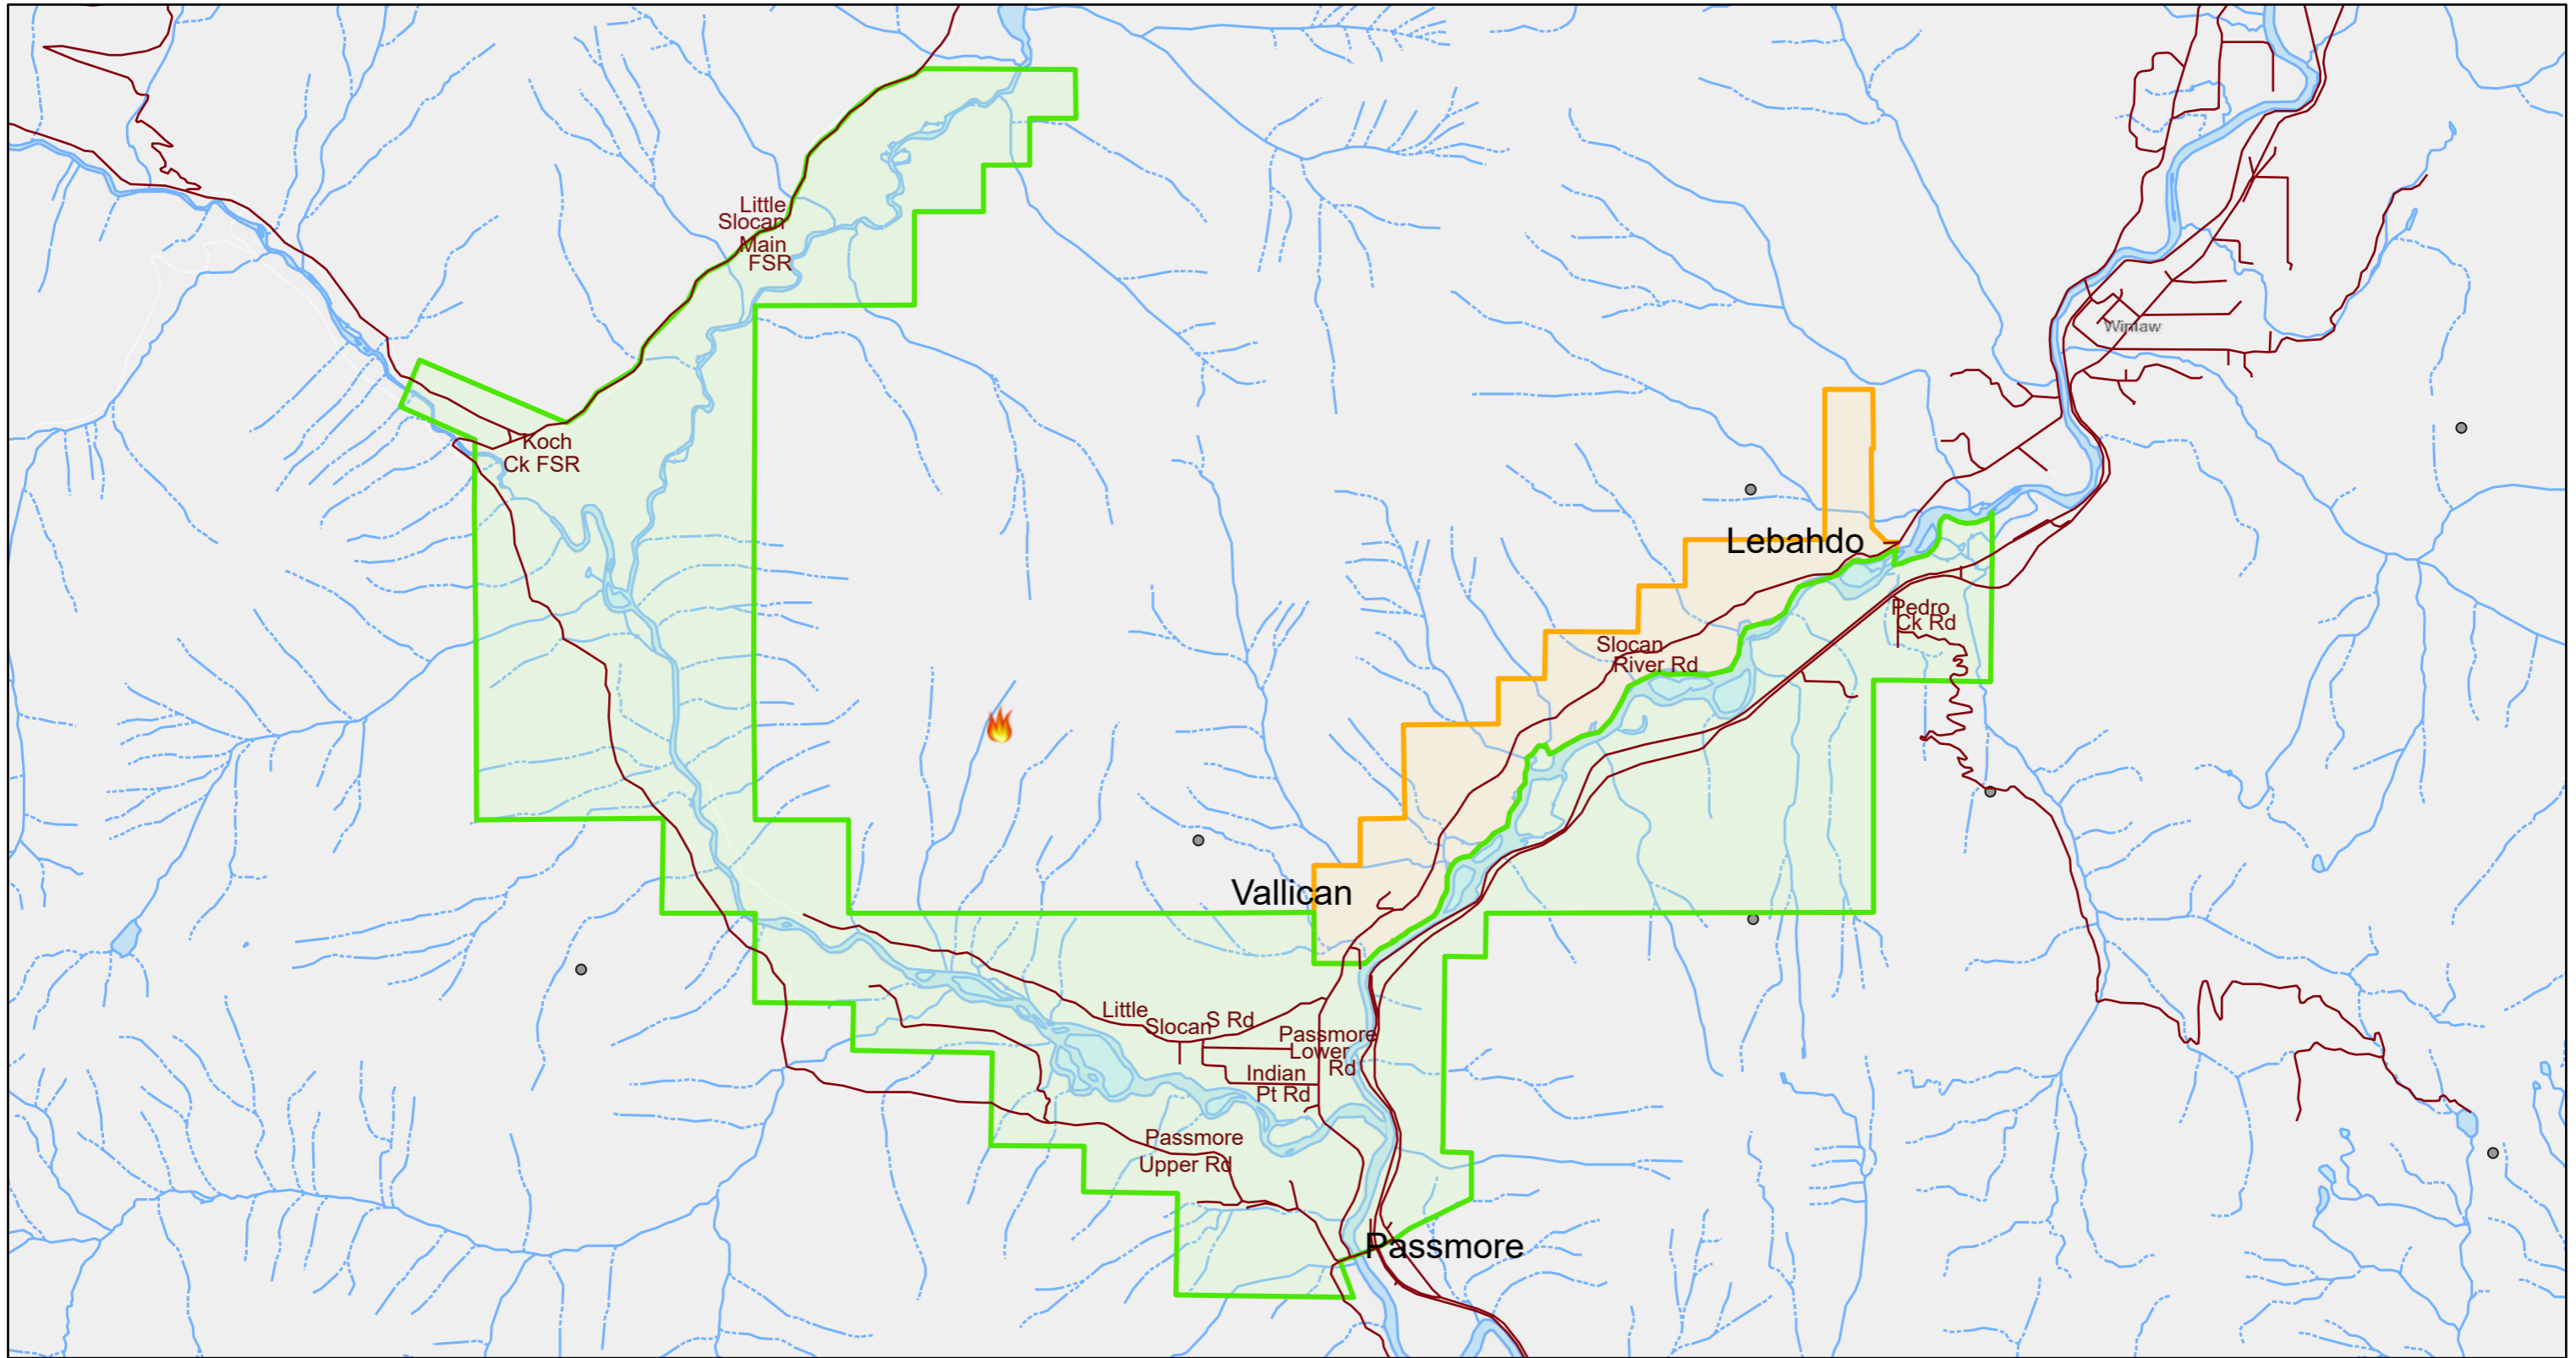 Little
Slocan
Main
FSR
Winlaw
Koch
Ck FSR
Lebahdo
Pedro
Ck Rd
Slocan
River Rd
Vallican
Little
Slocan
S Rd
Passmore
Lower
Rd
Indian
Pt Rd
Passmore
Upper Rd
Passmore